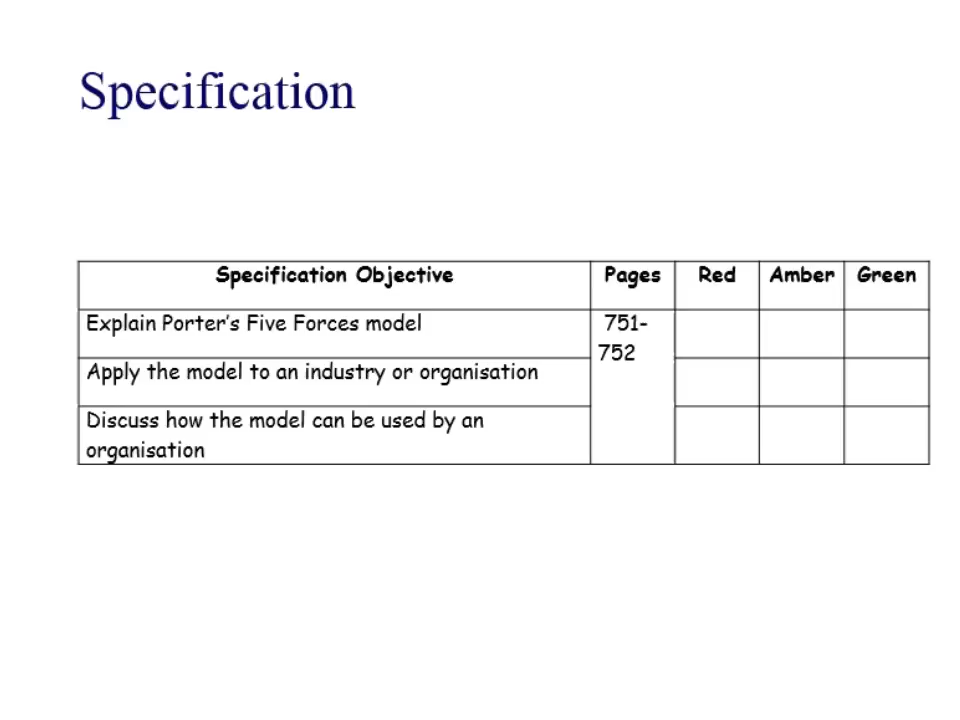 Specification
Specification Objective Pages Red Amber Green
Explain Porter's Five Forces model 751-
752
Apply the model to an industry or organisation
Discuss how the model can be used by an
organisation